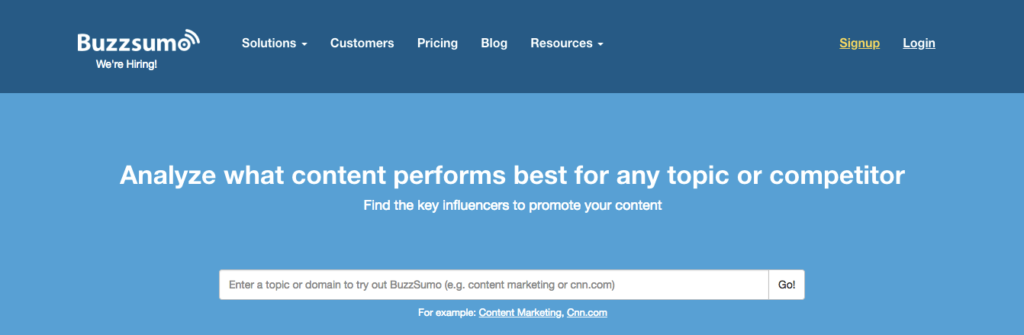 Buzzsumo
We're Hiring!
Solutions
Customers
Pricing
Blog
Resources
Signup
Login
Analyze what content performs best for any topic or competitor
Find the key influencers to promote your content
Enter a topic or domain to try out BuzzSumo (e.g. content marketing or cnn.com)
Go!
For example: Content Marketing, Cnn.com